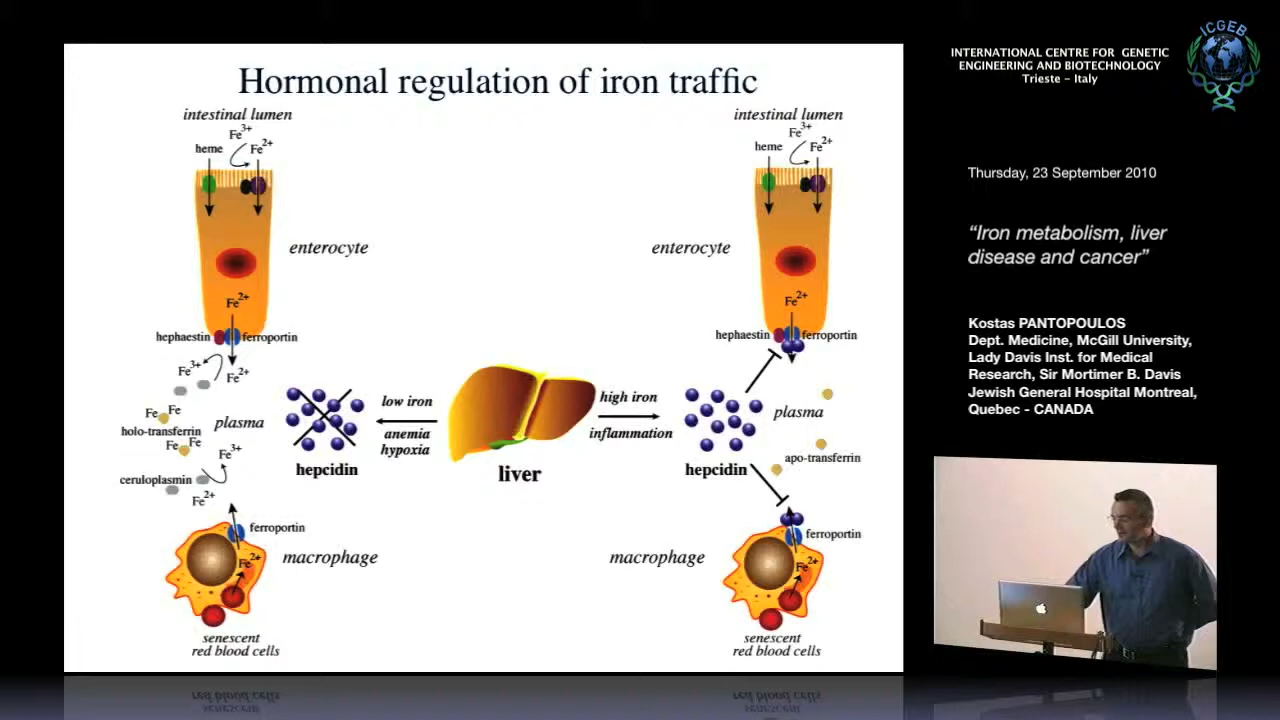 Hormonal regulation of iron traffic
intestinal lumen
Fe3+
heme
Fe2+
enterocyte
Fe2+
hephaestin
ferroportin
Fe3+
Fe2+
Fe Fe
holo-transferrin
Fe Fe
plasma
Fe3+
ceruloplasmin
Fe2+
ferroportin
macrophage
Fe2+
senescent
red blood cells
hepcidin
low iron
anemia
hypoxia
liver
high iron
inflammation
intestinal lumen
Fe3+
heme
Fe2+
enterocyte
Fe2+
hephaestin
ferroportin
hepcidin
plasma
apo-transferrin
ferroportin
macrophage
Fe2+
senescent
red blood cells
INTERNATIONAL CENTRE FOR GENETIC
ENGINEERING AND BIOTECHNOLOGY
Trieste – Italy
ICGEB
Thursday, 23 September 2010
“Iron metabolism, liver
disease and cancer”
Kostas PANTOPOULOS
Dept. Medicine, McGill University,
Lady Davis Inst. for Medical
Research, Sir Mortimer B. Davis
Jewish General Hospital Montreal,
Quebec - CANADA